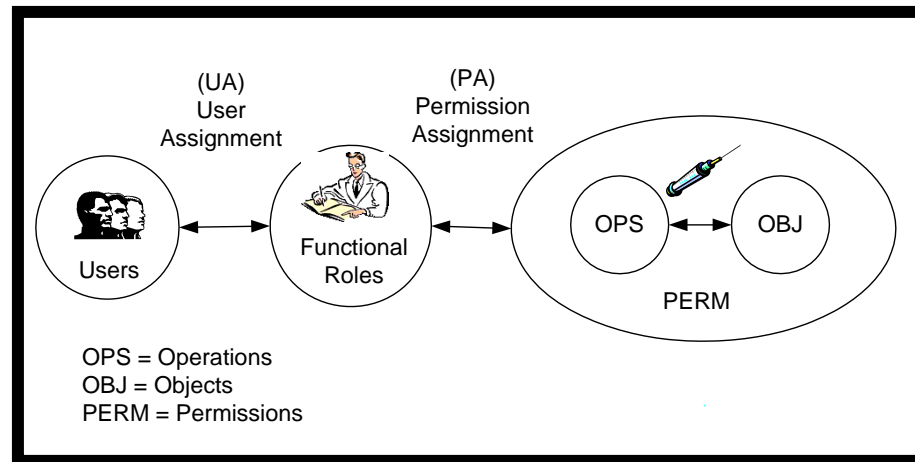 (UA)
User
Assignment
(PA)
Permission
Assignment
Users
Functional
Roles
OPS
OBJ
PERM
OPS = Operations
OBJ = Objects
PERM = Permissions